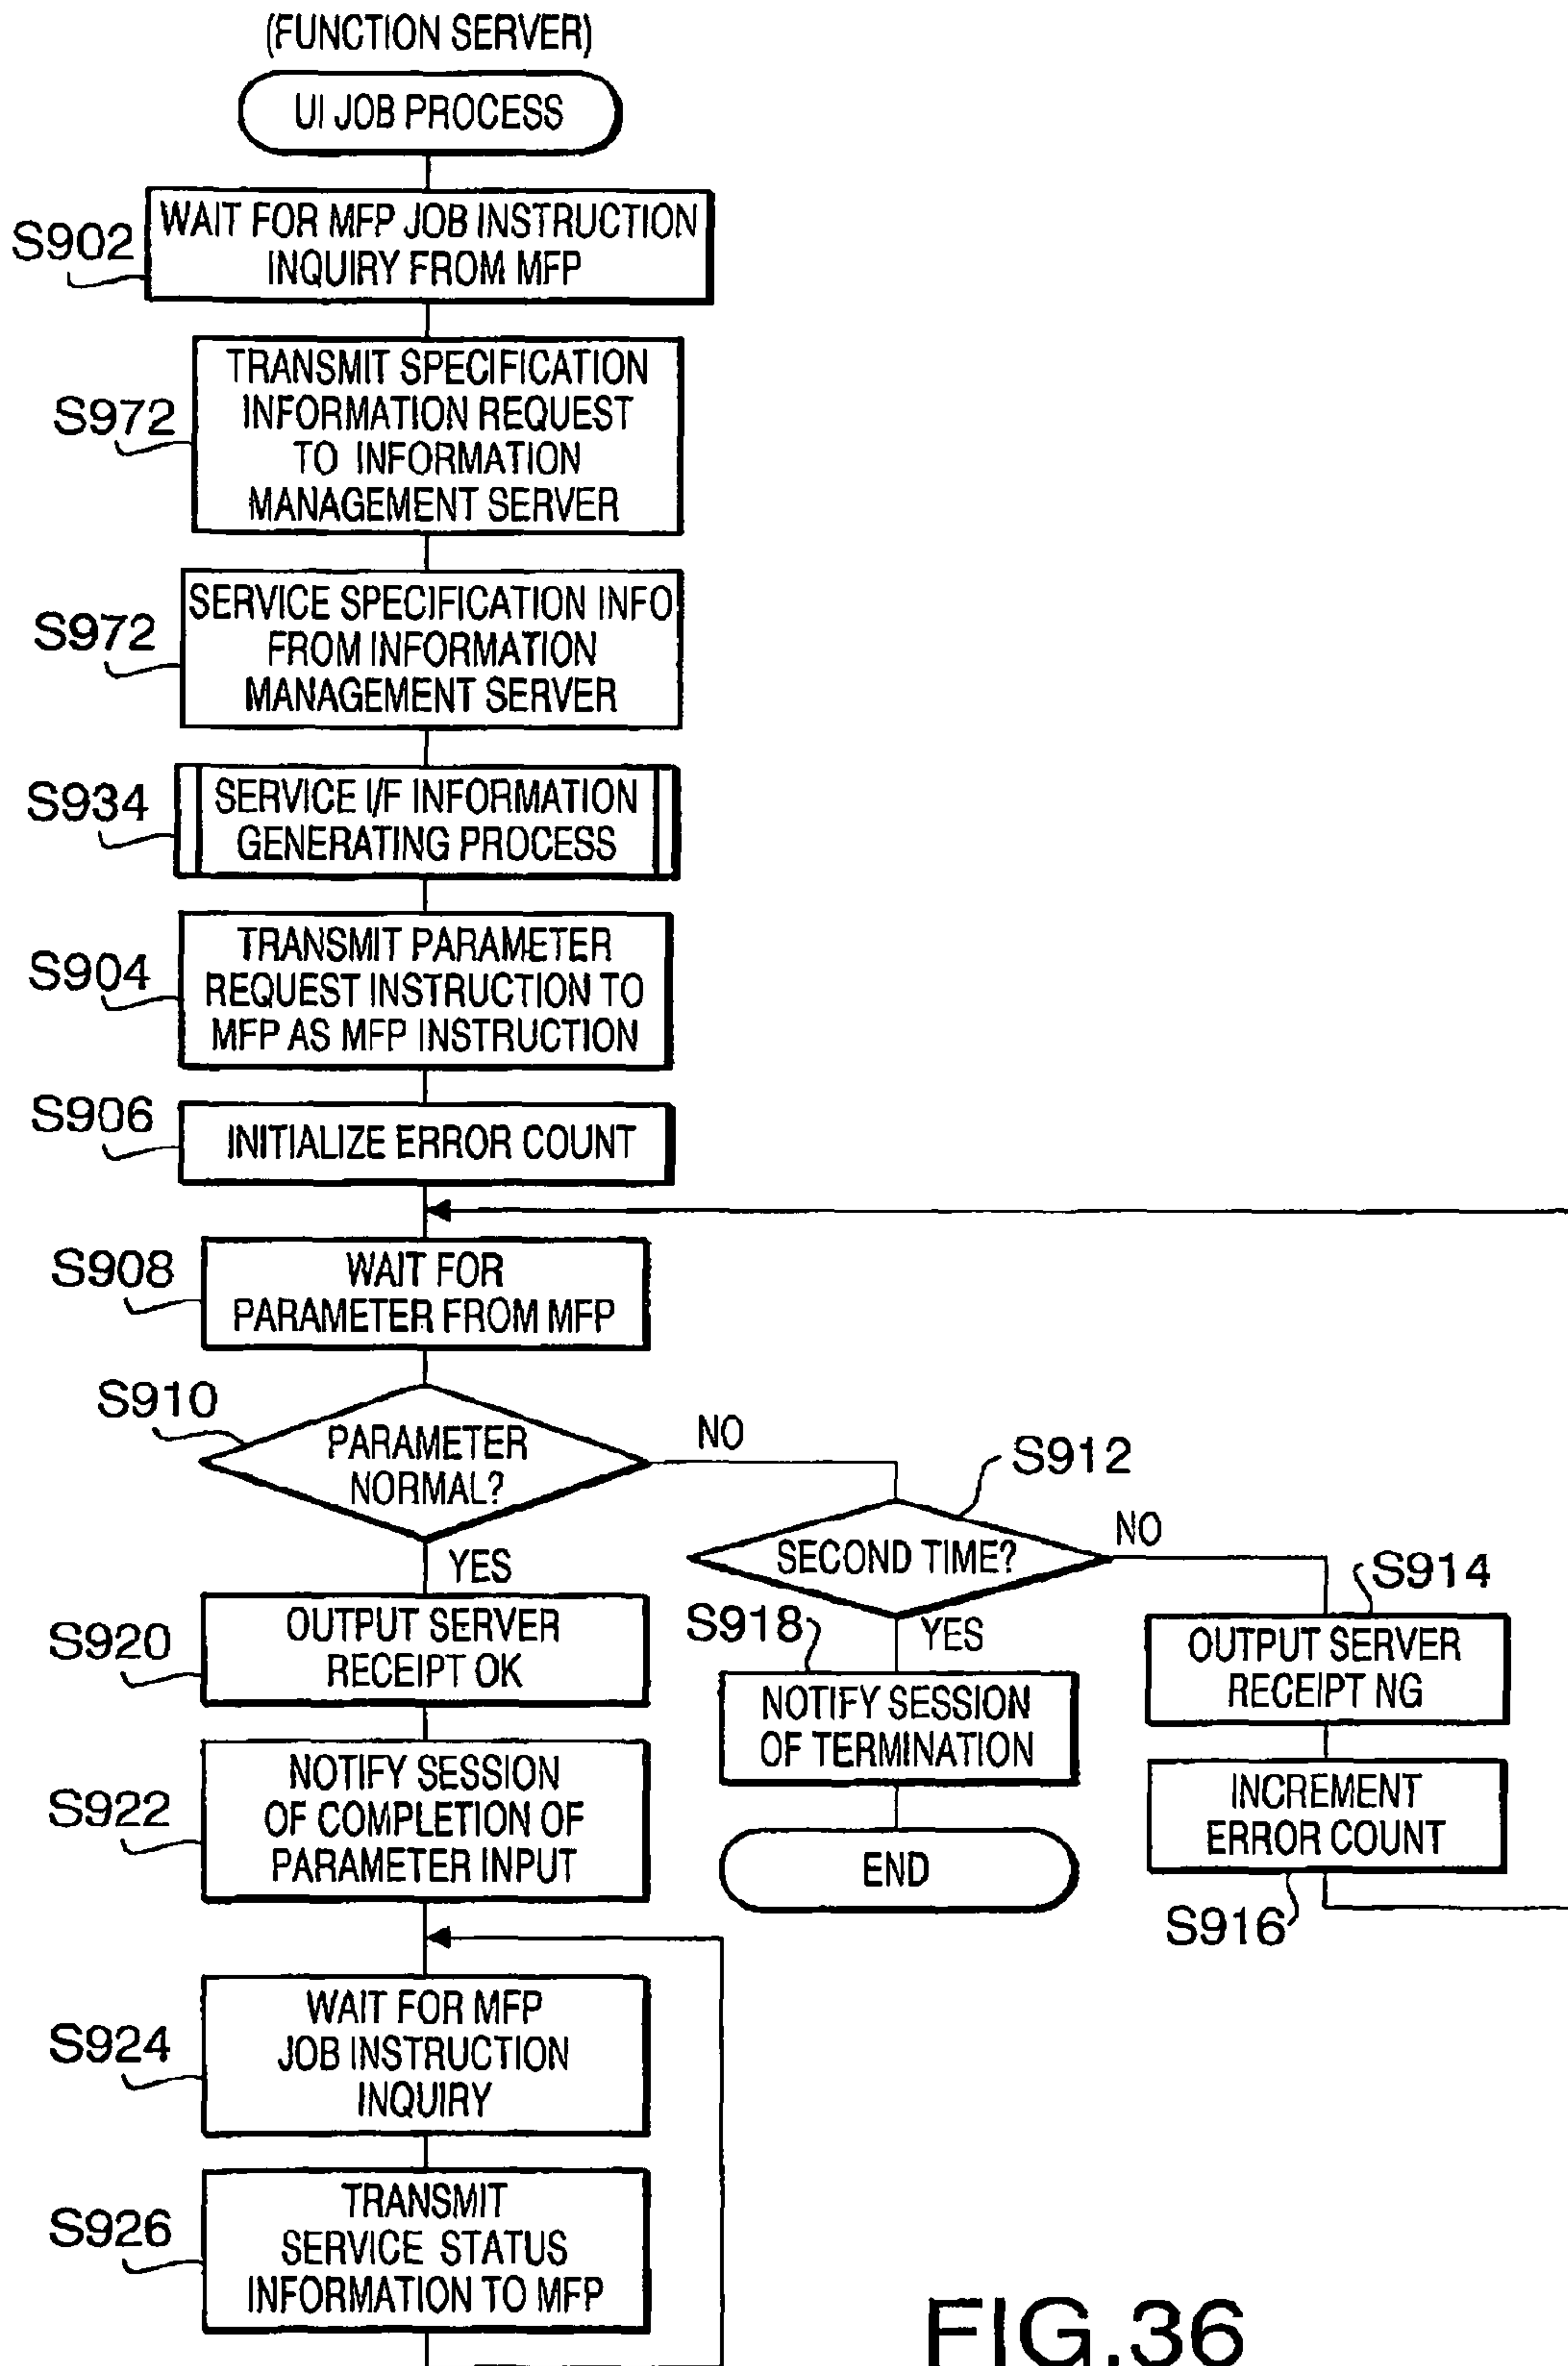 (FUNCTION SERVER)
UI JOB PROCESS
S902
WAIT FOR MFP JOB INSTRUCTION
INQUIRY FROM MFP
S972
TRANSMIT SPECIFICATION
INFORMATION REQUEST
TO INFORMATION
MANAGEMENT SERVER
S972
SERVICE SPECIFICATION INFO
FROM INFORMATION
MANAGEMENT SERVER
S934
SERVICE I/F INFORMATION
GENERATING PROCESS
S904
TRANSMIT PARAMETER
REQUEST INSTRUCTION TO
MFP AS MFP INSTRUCTION
S906
INITIALIZE ERROR COUNT
S908
WAIT FOR
PARAMETER FROM MFP
S910
PARAMETER
NORMAL?
NO
YES
S912
SECOND TIME?
NO
YES
S914
OUTPUT SERVER
RECEIPT NG
INCREMENT
ERROR COUNT
S916
S918
NOTIFY SESSION
OF TERMINATION
END
S920
OUTPUT SERVER
RECEIPT OK
S922
NOTIFY SESSION
OF COMPLETION OF
PARAMETER INPUT
S924
WAIT FOR MFP
JOB INSTRUCTION
INQUIRY
S926
TRANSMIT
SERVICE STATUS
INFORMATION TO MFP
FIG.36